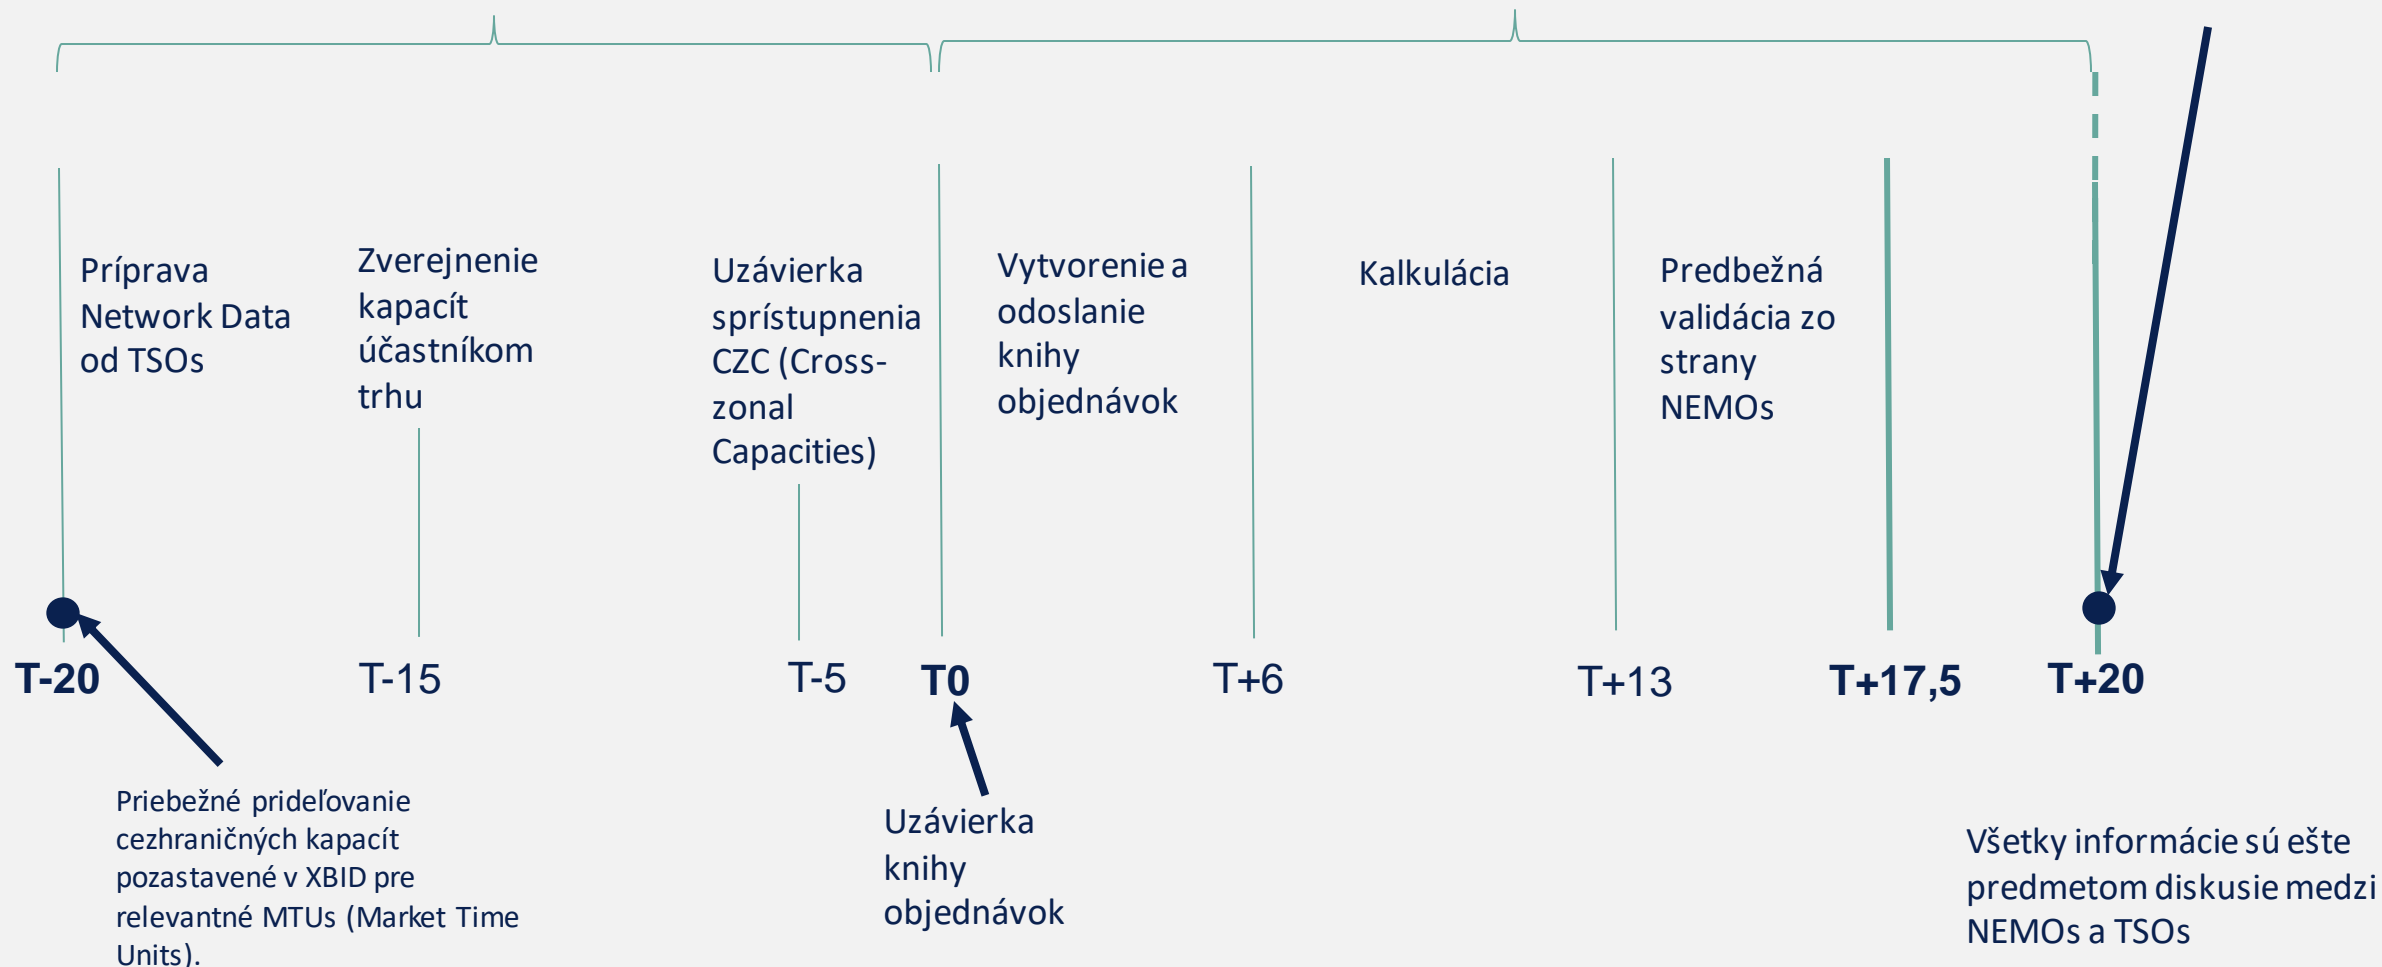 Príprava
Network Data
od TSOs
Zverejnenie
kapacít
účastníkom
trhu
Uzávierka
sprístupnenia
CZC (Cross-
zonal
Capacities)
Vytvorenie a
odoslanie
knihy
objednávok
Kalkulácia
Predbežná
validácia zo
strany
NEMOs
T-20
T-15
T-5
T0
T+6
T+13
T+17,5
T+20
Priebežné prideľovanie
cezhraničných kapacít
pozastavené v XBID pre
relevantné MTUs (Market Time
Units).
Uzávierka
knihy
objednávok
Všetky informácie sú ešte
predmetom diskusie medzi
NEMOs a TSOs